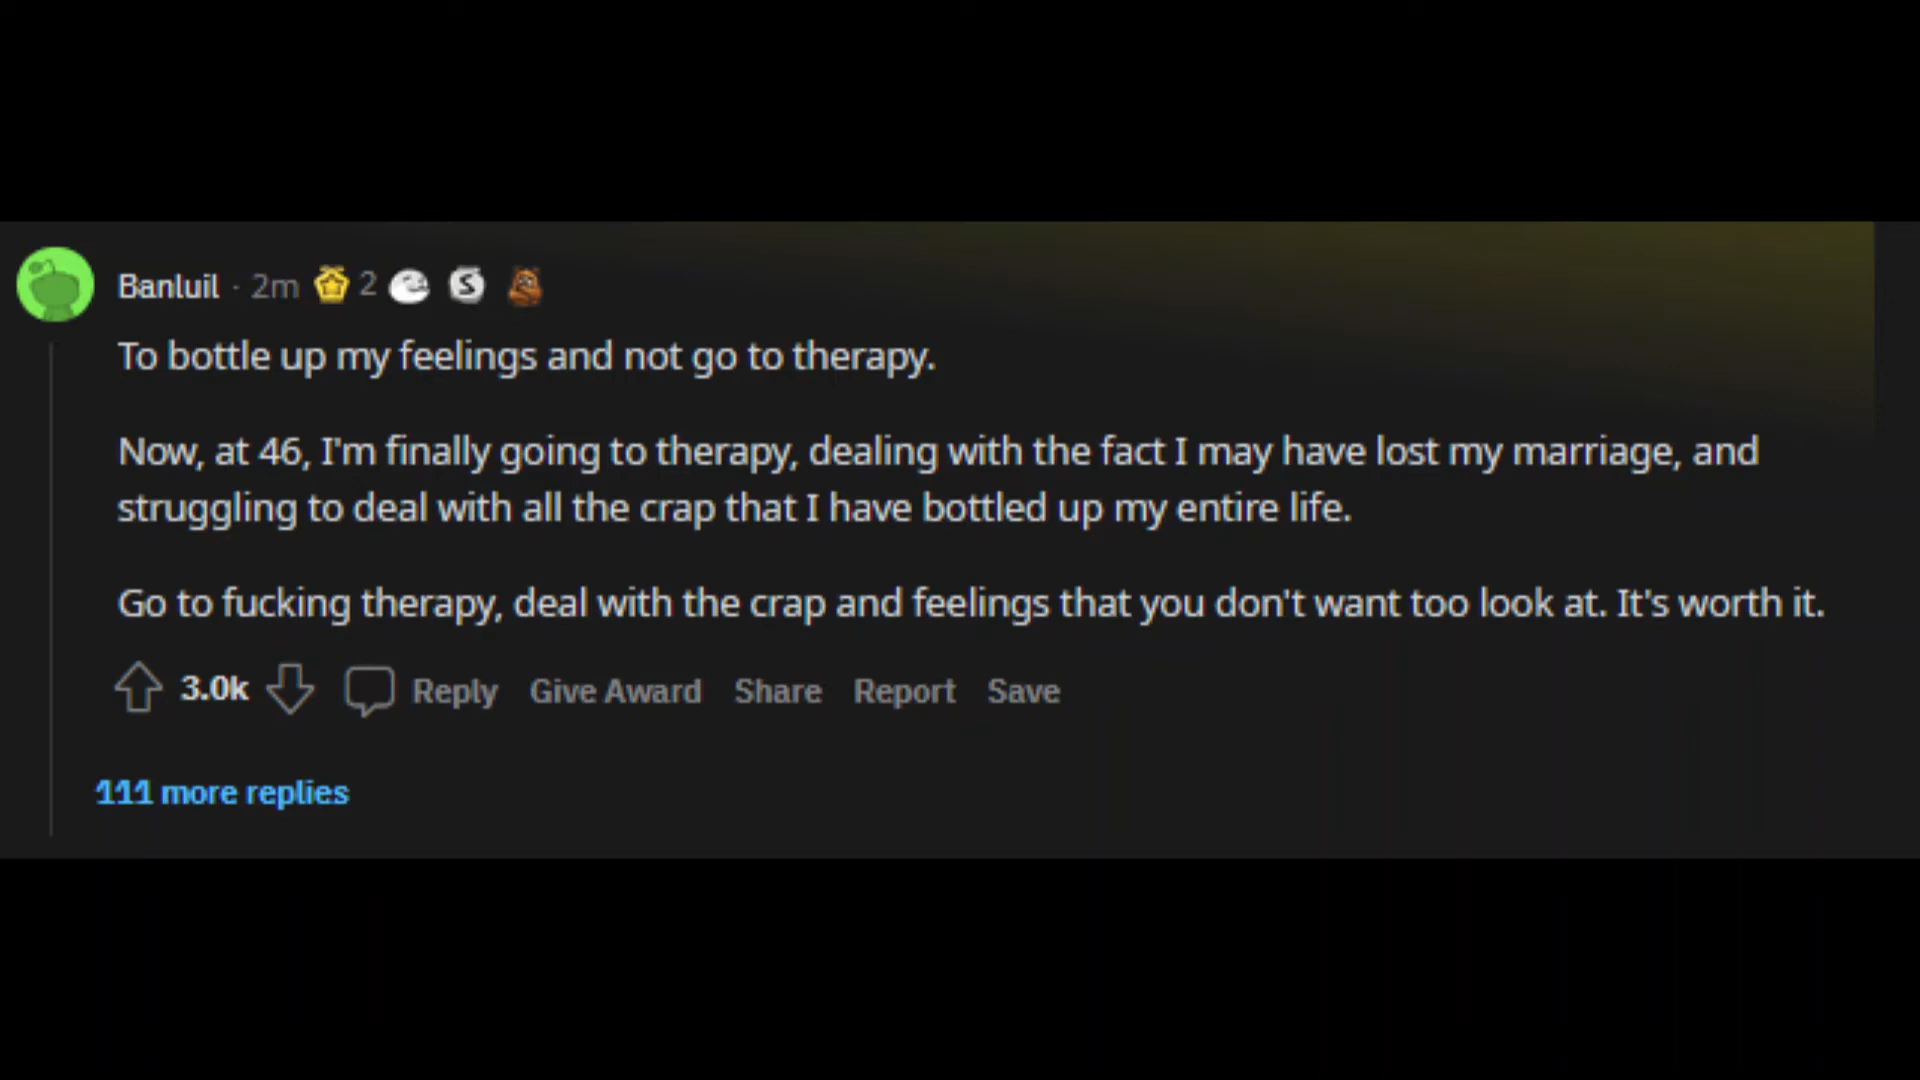 Banluil · 2m 2
To bottle up my feelings and not go to therapy.
Now, at 46, I'm finally going to therapy, dealing with the fact I may have lost my marriage, and
struggling to deal with all the crap that I have bottled up my entire life.
Go to fucking therapy, deal with the crap and feelings that you don't want too look at. It's worth it.
3.0k Reply Give Award Share Report Save
111 more replies